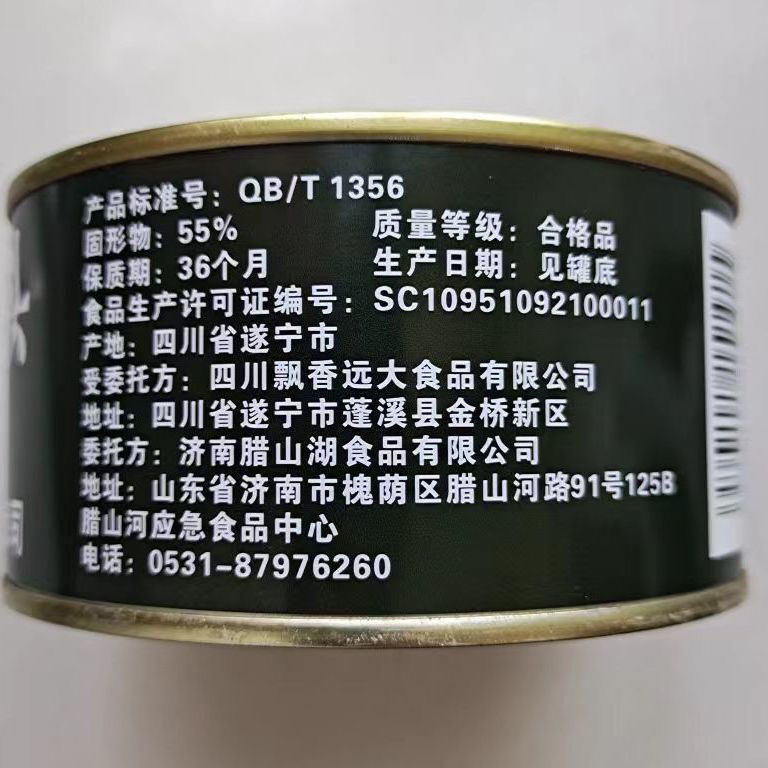 产品标准号：QB/T 1356
固形物：55% 质量等级：合格品
保质期：36个月 生产日期：见罐底
食品生产许可证编号：SC10951092100011
产地：四川省遂宁市
受委托方：四川飘香远大食品有限公司
地址：四川省遂宁市蓬溪县金桥新区
委托方：济南腊山湖食品有限公司
地址：山东省济南市槐荫区腊山河路91号125B
腊山河应急食品中心
电话：0531-87976260